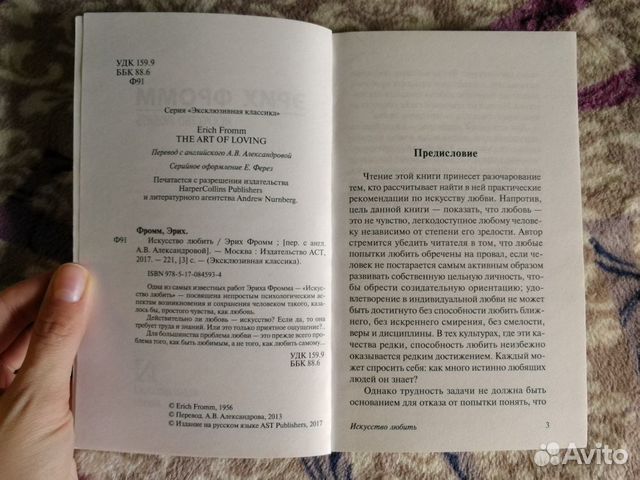 УДК 159.9
ББК 88.6
Ф91
Серия «Эксклюзивная классика»
Erich Fromm
THE ART OF LOVING
Перевод с английского А.В. Александровой
Серийное оформление Е. Ферез
Печатается с разрешения издательства
HarperCollins Publishers
и литературного агентства Andrew Nurnberg.
Фромм, Эрих.
Ф91 Искусство любить / Эрих Фромм ; [пер. с англ.
А.В. Александровой]. — Москва : Издательство АСТ,
2017. — 221, [3] с. — (Эксклюзивная классика).
ISBN 978-5-17-084593-4
Одна из самых известных работ Эриха Фромма — «Искус-
ство любить» — посвящена непростым психологическим ас-
пектам возникновения и сохранения человеком такого, каза-
лось бы, простого чувства, как любовь.
Действительно ли любовь — искусство? Если да, то она
требует труда и знаний. Или это только приятное ощущение?..
Для большинства проблема любви — это прежде всего пробле-
ма того, как быть любимым, а не того, как любить самому...
УДК 159.9
ББК 88.6
© Erich Fromm, 1956
© Перевод. А.В. Александрова, 2013
© Издание на русском языке AST Publishers, 2017
Предисловие
Чтение этой книги принесет разочарование
тем, кто рассчитывает найти в ней практические
рекомендации по искусству любви. Напротив,
цель данной книги — показать, что любовь —
это не чувство, легкодоступное любому челове-
ку независимо от степени его зрелости. Автор
стремится убедить читателя в том, что любые
попытки любить обречены на провал, если че-
ловек не постарается самым активным образом
развивать собственную цельную личность, что-
бы обрести созидательную ориентацию; удо-
влетворение в индивидуальной любви не может
быть достигнуто без способности любить ближ-
него, без искреннего смирения, без смелости,
веры и дисциплины. В тех культурах, где эти ка-
чества редки, способность любить неизбежно
оказывается редким достижением. Каждый мо-
жет спросить себя: как много истинно любящих
людей он знает?
Однако трудность задачи не должна быть
основанием для отказа от попытки понять, что
Искусство любить 3
Avito